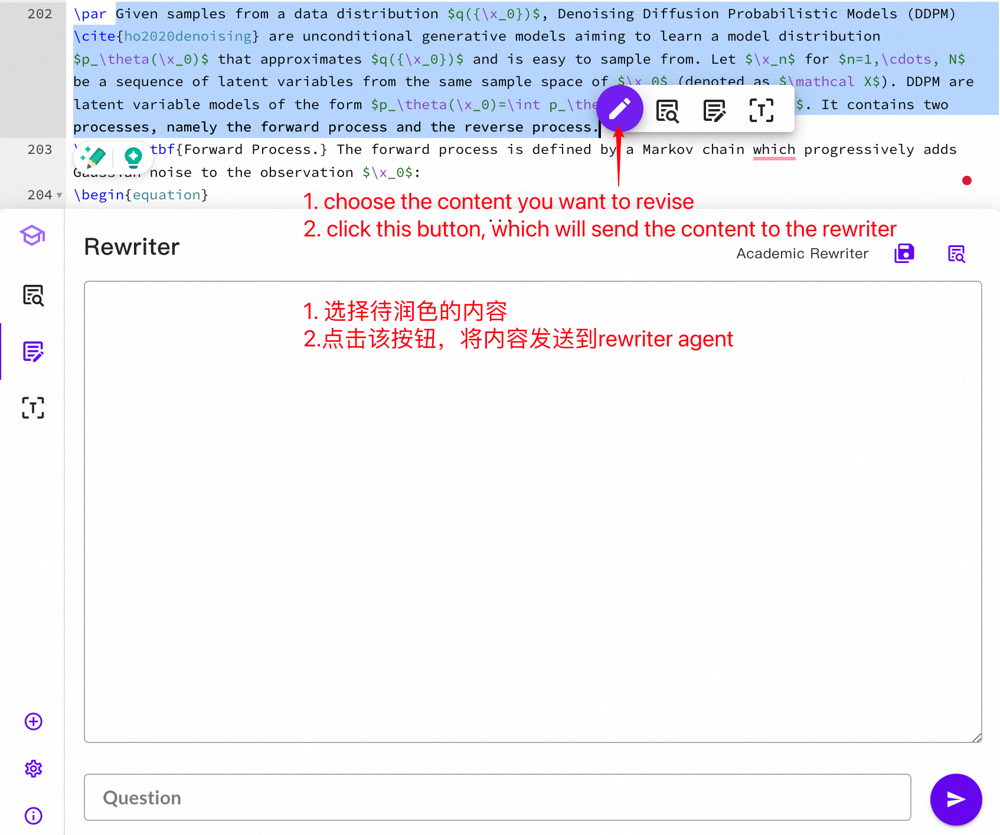 202 \par Given samples from a data distribution $q({\x_0})$, Denoising Diffusion Probabilistic Models (DDPM)
\cite{ho2020denoising} are unconditional generative models aiming to learn a model distribution
$p_\theta(\x_0)$ that approximates $q({\x_0})$ and is easy to sample from. Let $\x_n$ for $n=1,\cdots, N$
be a sequence of latent variables from the same sample space of $\x_0$ (denoted as $\mathcal X$). DDPM are
latent variable models of the form $p_\theta(\x_0)=\int p_\the $. It contains two
processes, namely the forward process and the reverse process.
203 \ tbf{Forward Process.} The forward process is defined by a Markov chain which progressively adds
Gaussian noise to the observation $\x_0$:
204 \begin{equation}
1. choose the content you want to revise
2. click this button, which will send the content to the rewriter
Rewriter
Academic Rewriter
1. 选择待润色的内容
2.点击该按钮，将内容发送到rewriter agent
Question